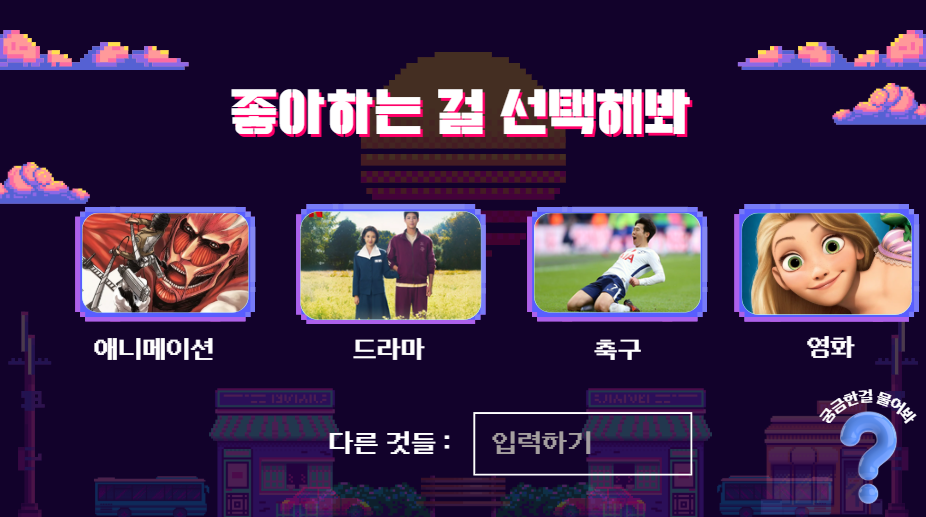 좋아하는 걸 선택해봐
애니메이션
드라마
축구
영화
궁금한걸 물어봐
다른 것들 :
입력하기